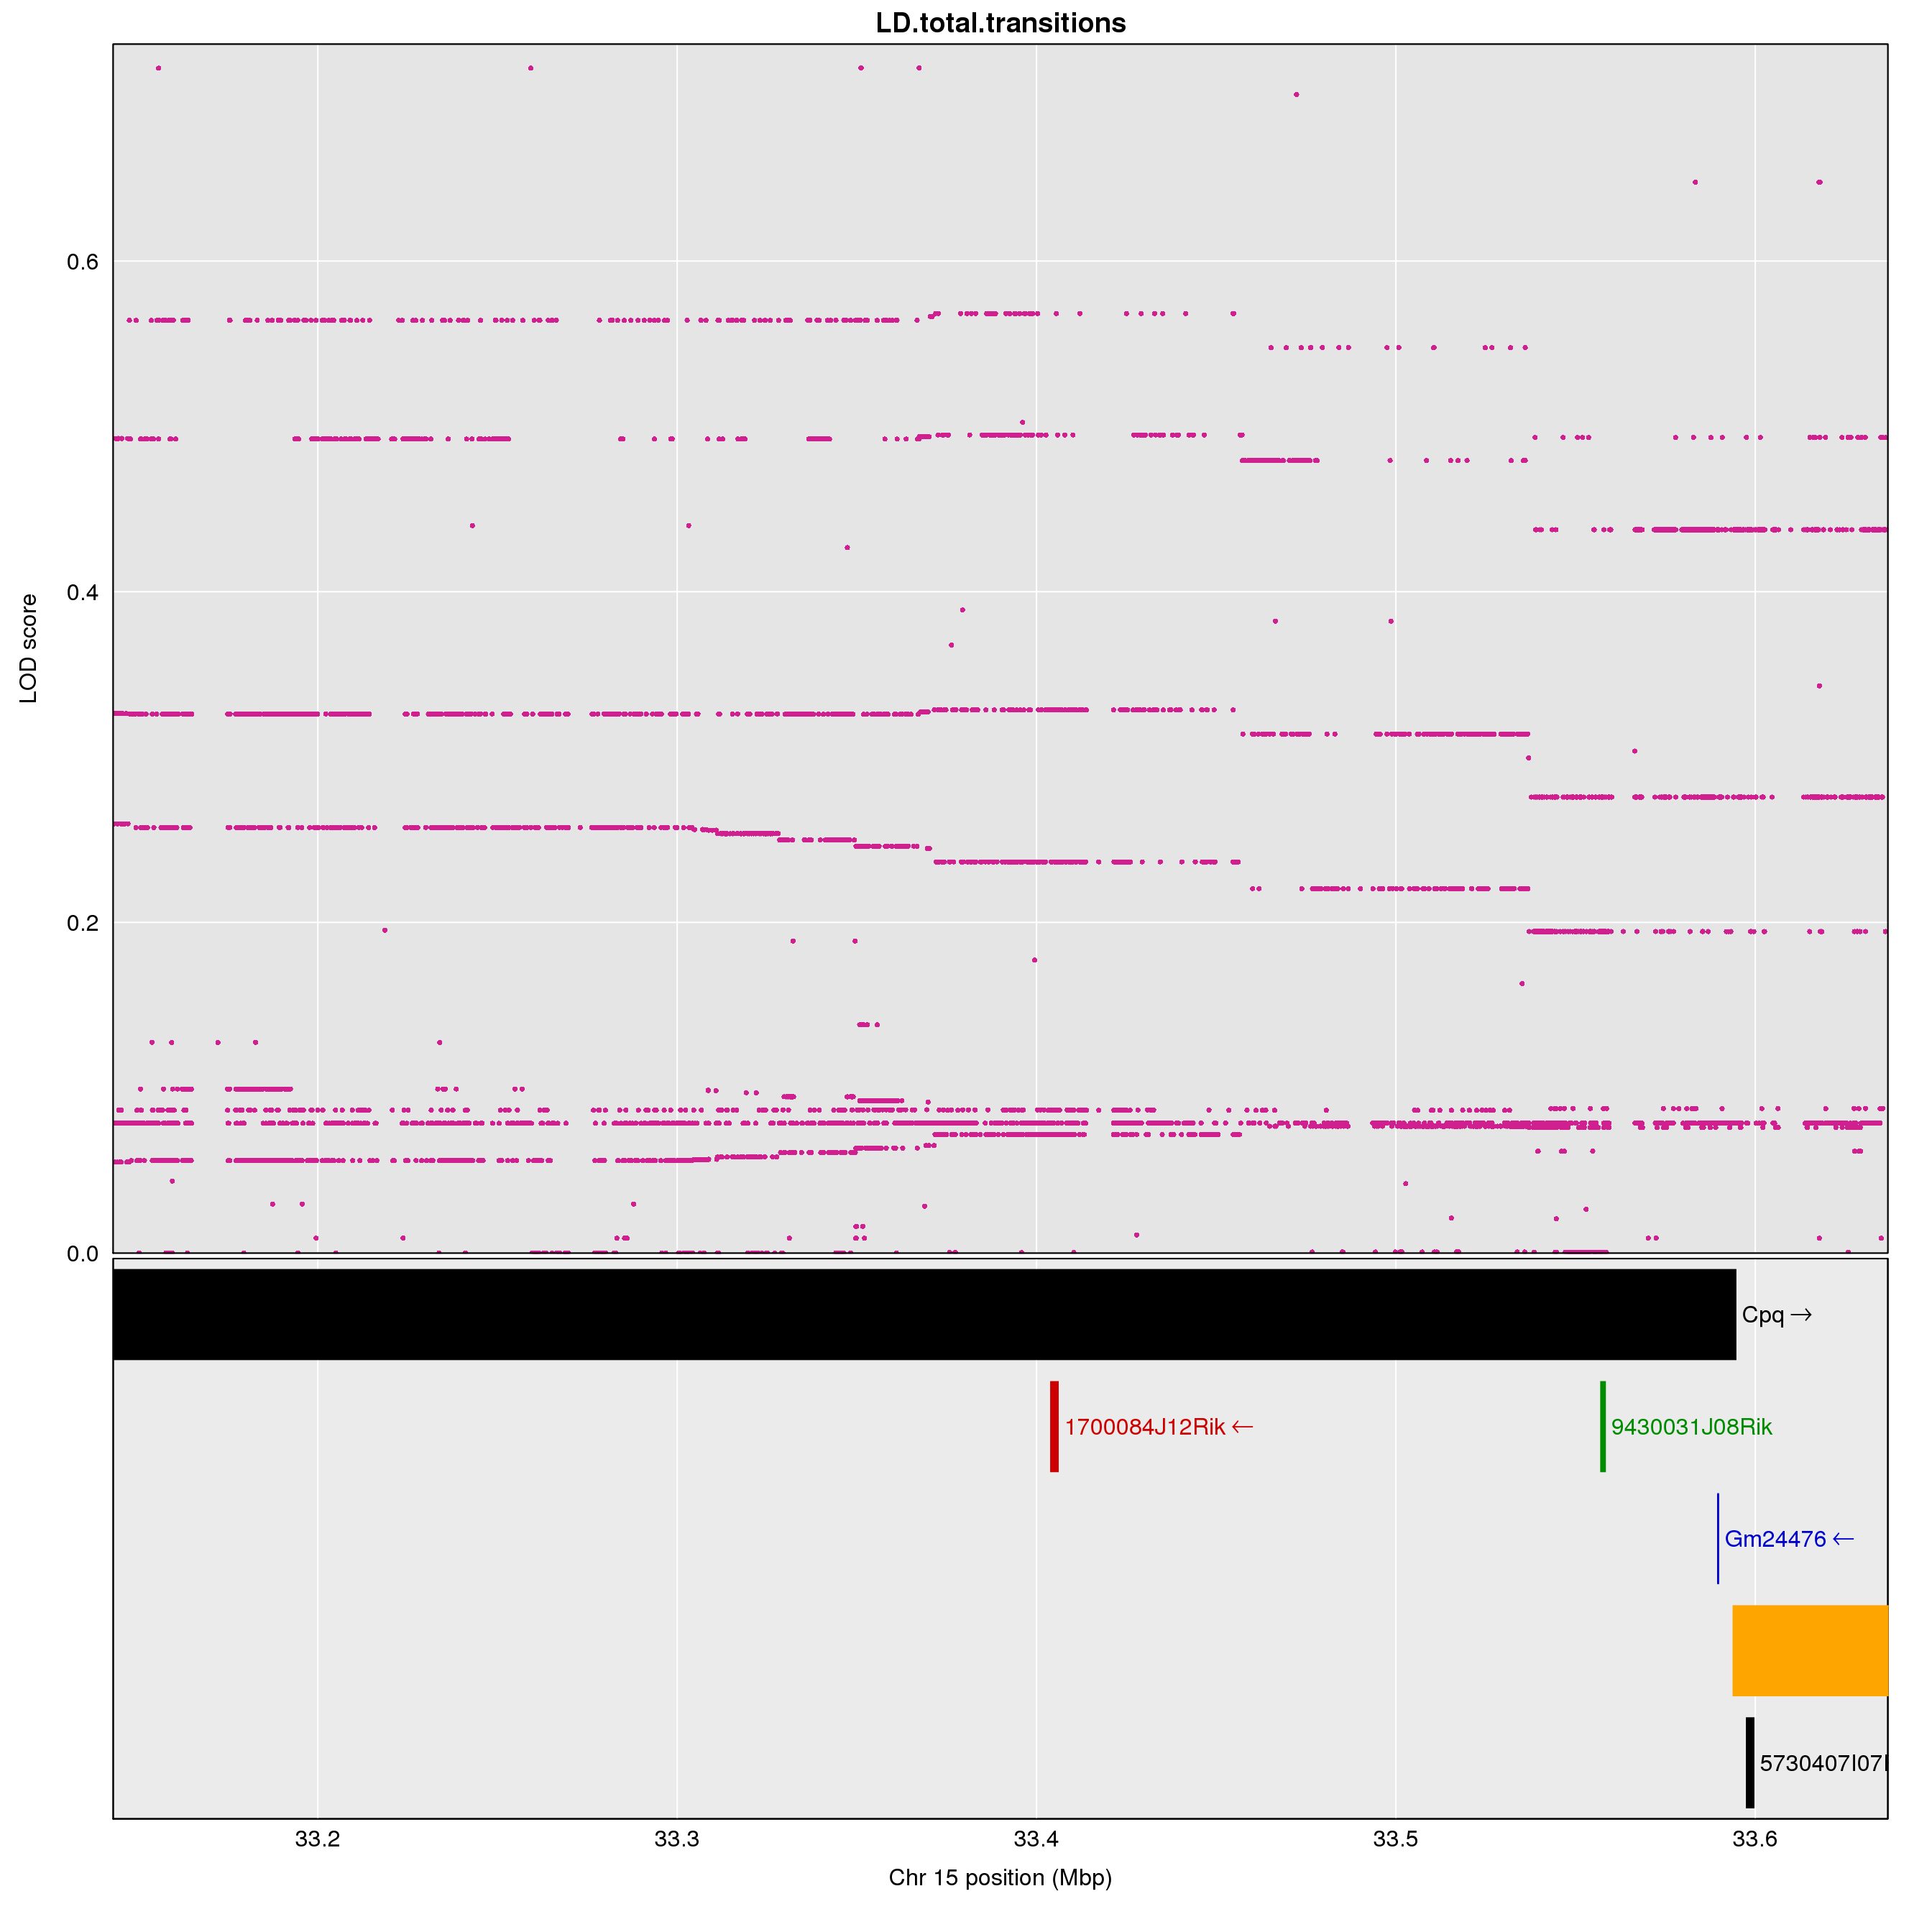 LD.total.transitions
LOD score
0.6
0.4
0.2
0.0
Cpq →
1700084J12Rik ←
9430031J08Rik
Gm24476 ←
5730407I07
33.2 33.3 33.4 33.5 33.6
Chr 15 position (Mbp)